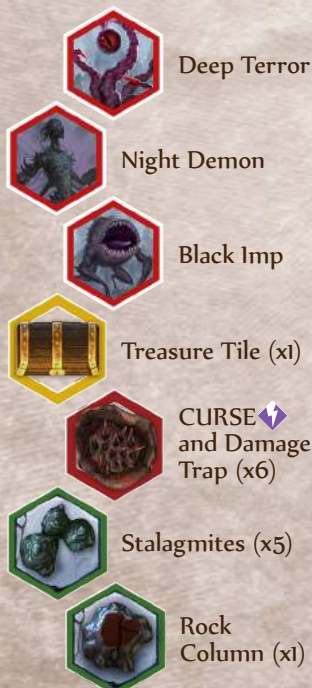 Deep Terror
Night Demon
Black Imp
Treasure Tile (x1)
CURSE
and Damage
Trap (x6)
Stalagmites (x5)
Rock
Column (x1)